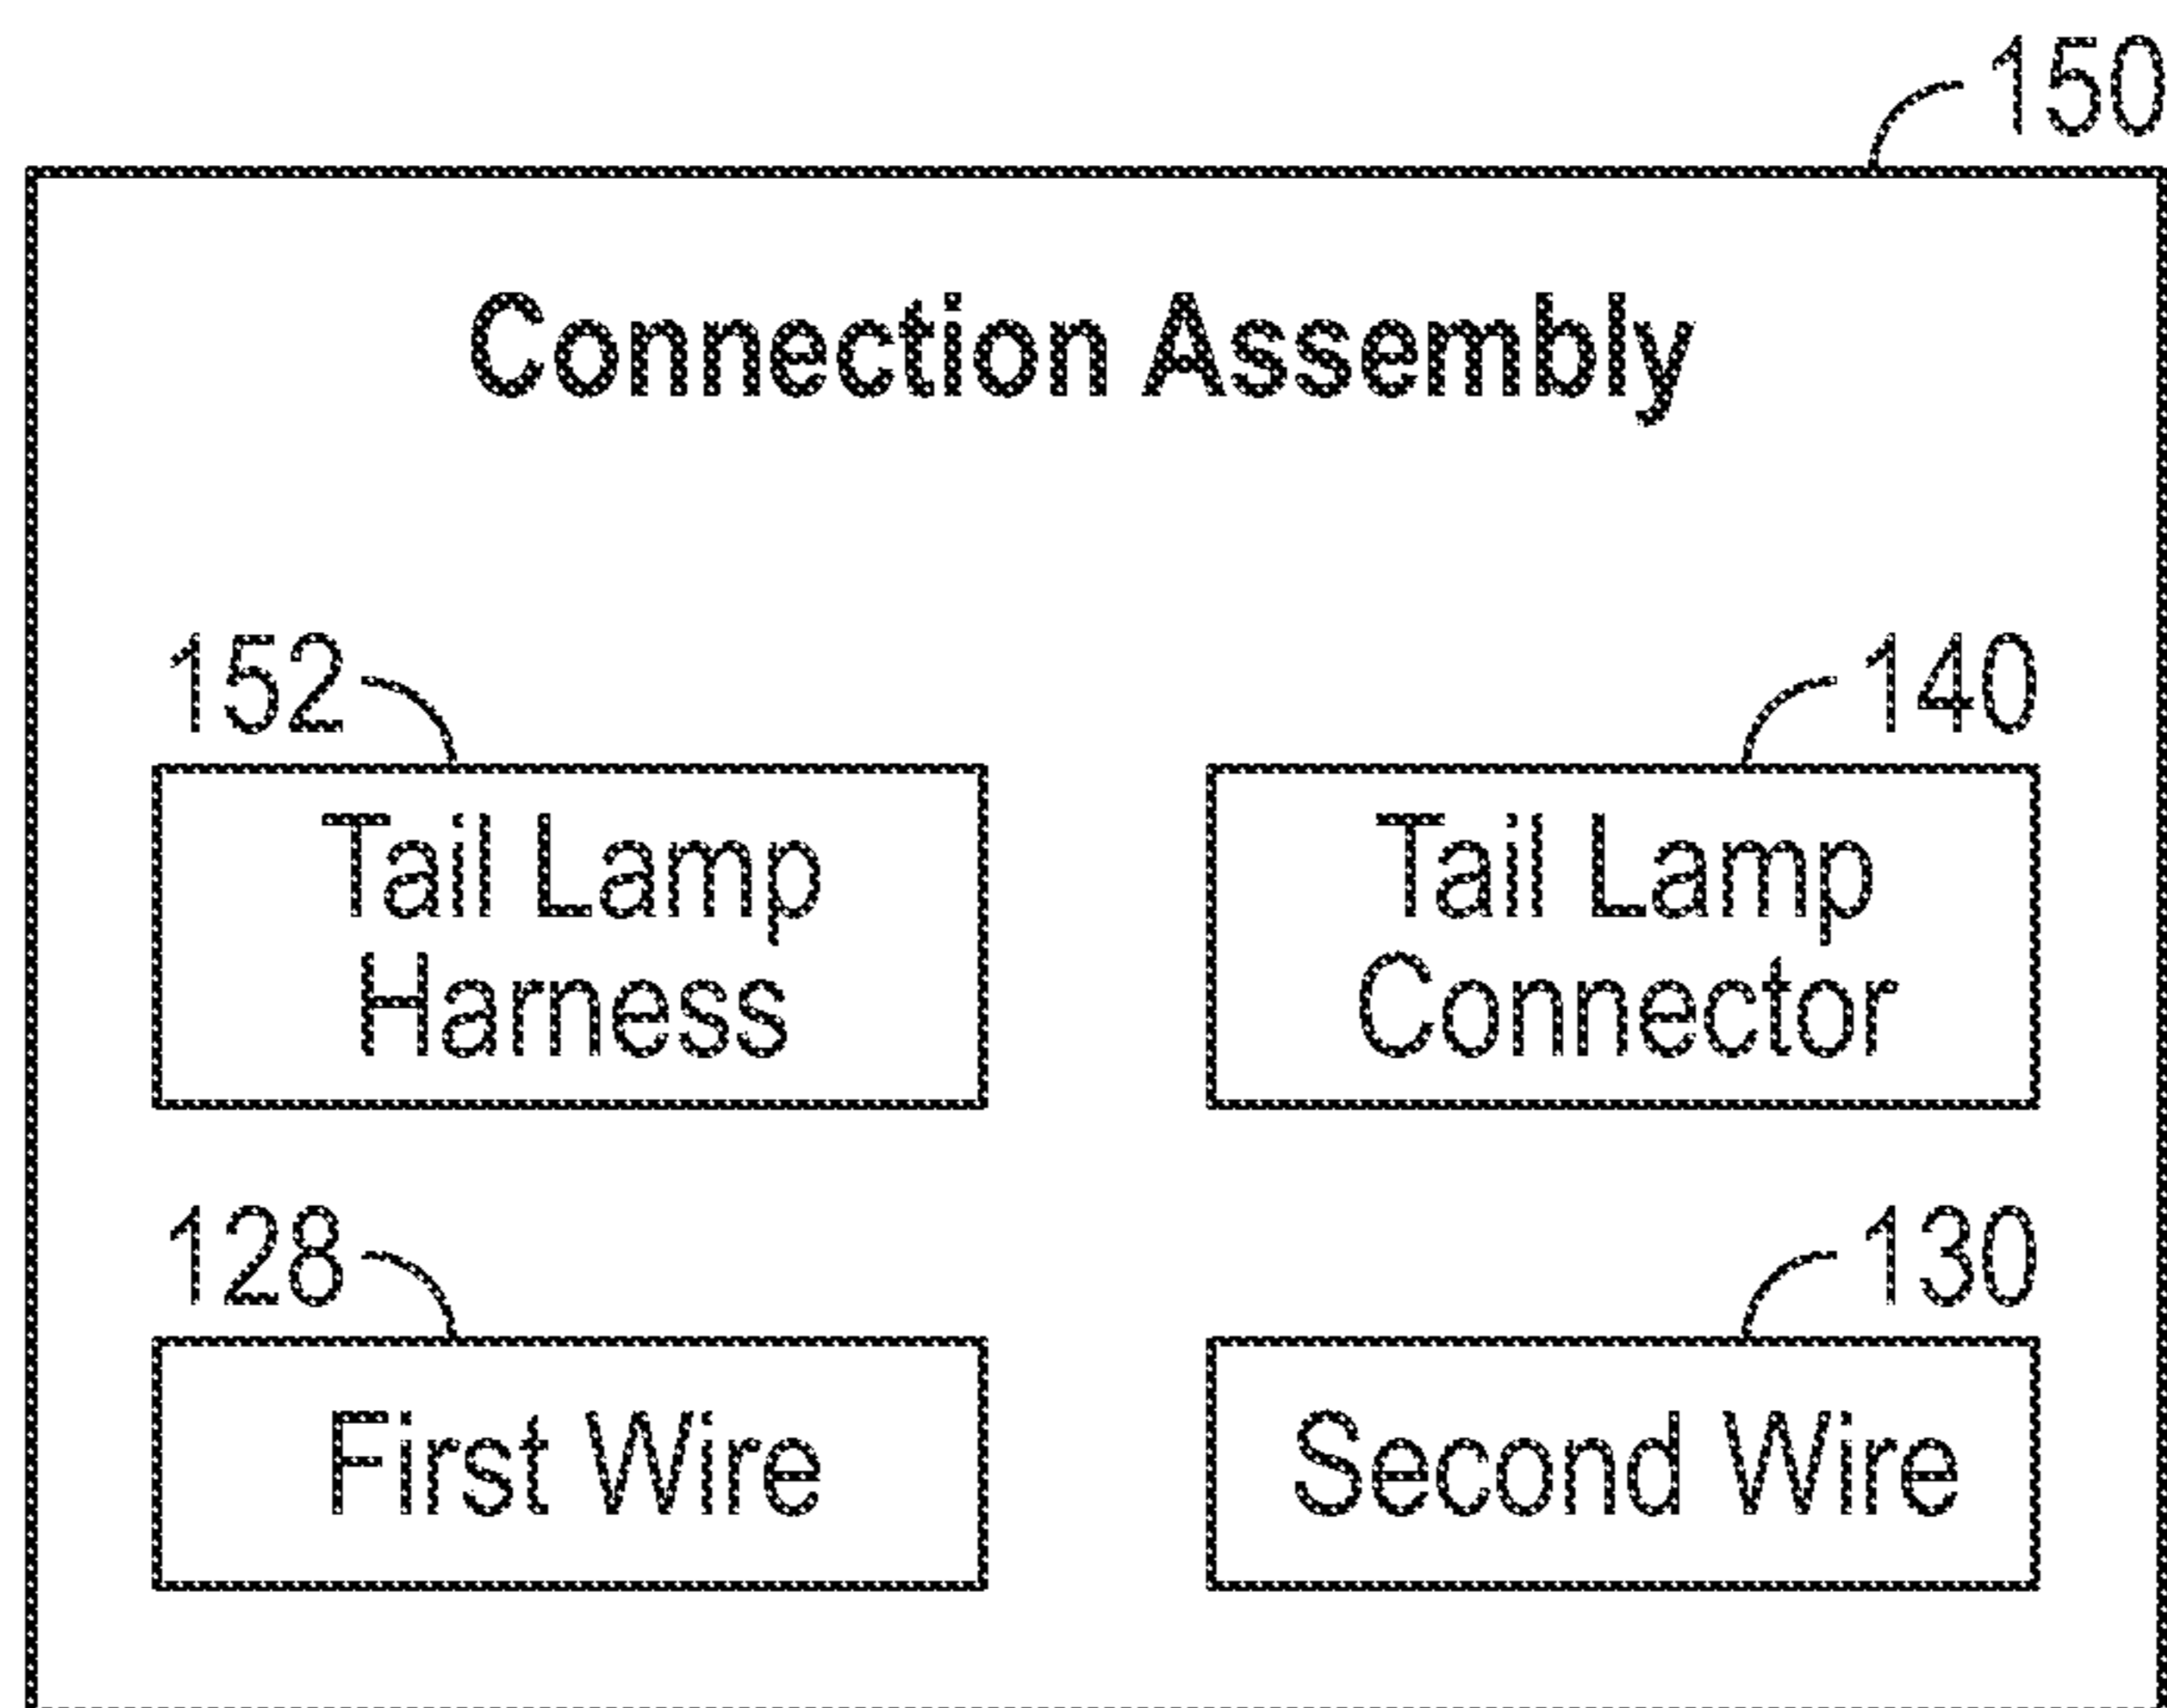 150
Connection Assembly
152
140
Tail Lamp
Harness
Tail Lamp
Connector
128
130
First Wire
Second Wire